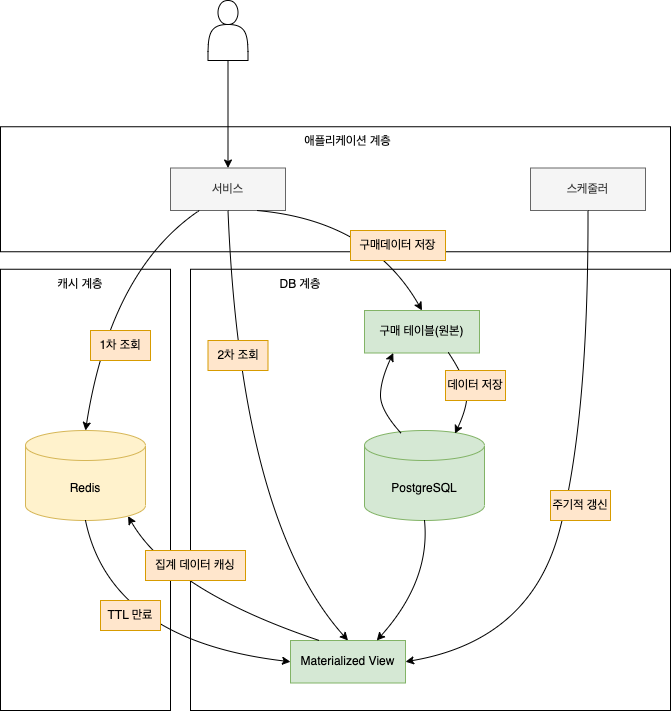 애플리케이션 계층
서비스
스케줄러
구매데이터 저장
캐시 계층
DB 계층
구매 테이블(원본)
1차 조회
2차 조회
데이터 저장
Redis
PostgreSQL
주기적 갱신
집계 데이터 캐싱
TTL 만료
Materialized View